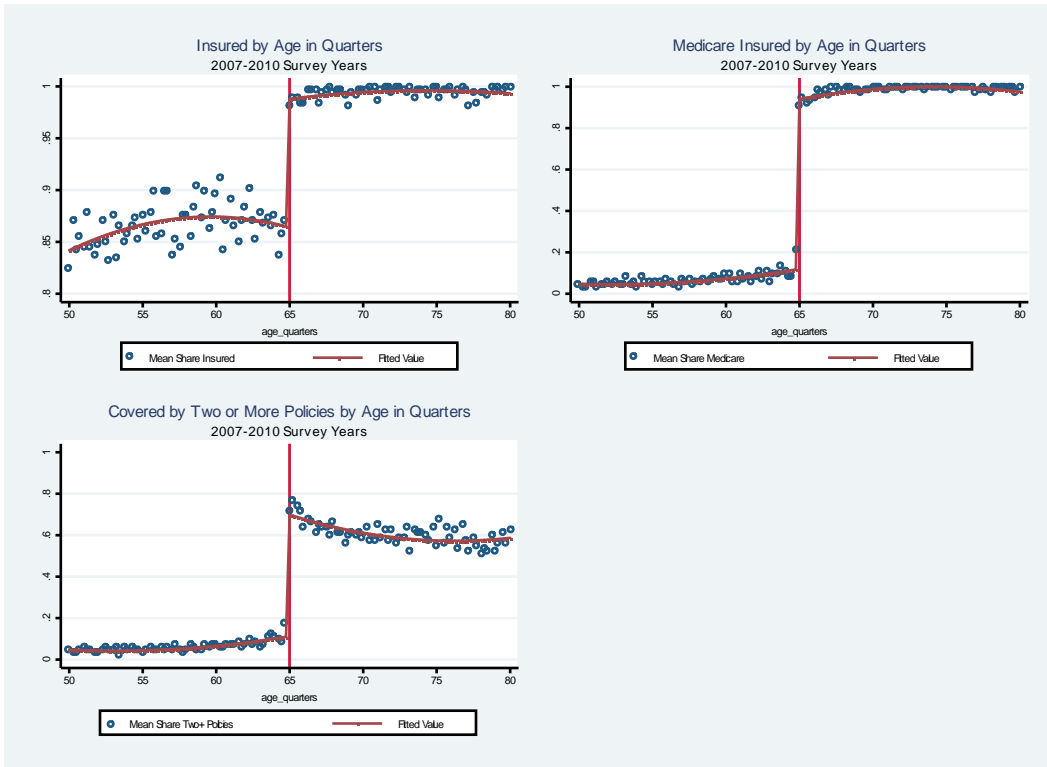 Insured by Age in Quarters
2007-2010 Survey Years
1
.95
.9
.85
.8
50 55 60 65 70 75 80
age_quarters
Mean Share Insured Fitted Value
Medicare Insured by Age in Quarters
2007-2010 Survey Years
1
.8
.6
.4
.2
0
50 55 60 65 70 75 80
age_quarters
Mean Share Medicare Fitted Value
Covered by Two or More Policies by Age in Quarters
2007-2010 Survey Years
1
.8
.6
.4
.2
0
50 55 60 65 70 75 80
age_quarters
Mean Share Two+ Policies Fitted Value